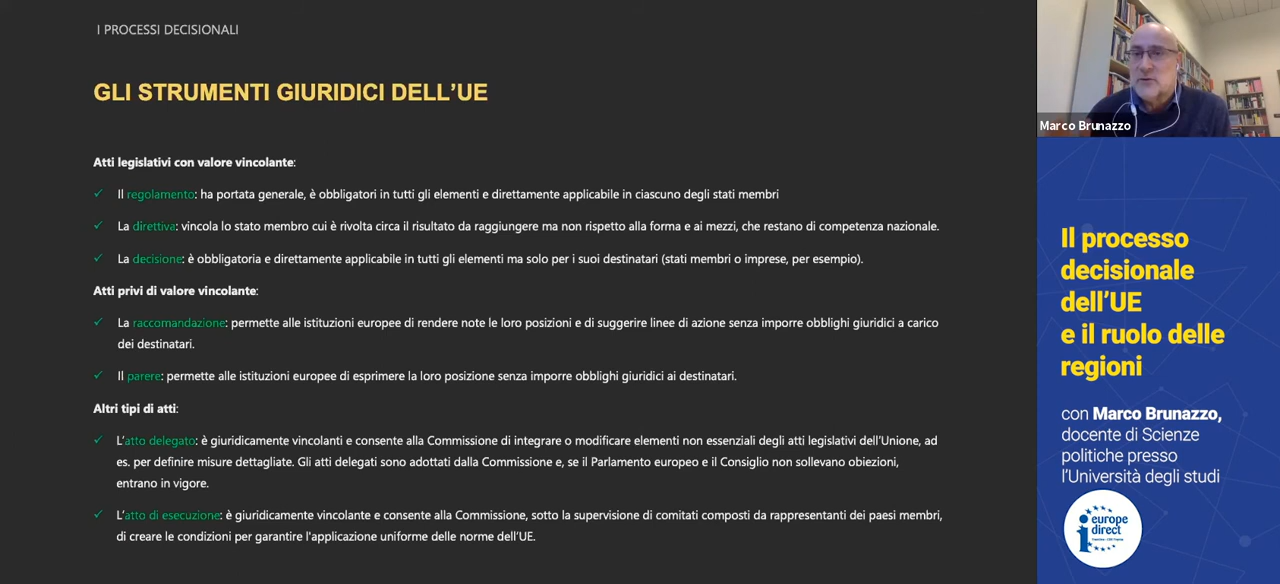 I PROCESSI DECISIONALI
GLI STRUMENTI GIURIDICI DELL'UE
Atti legislativi con valore vincolante:
✓ Il regolamento: ha portata generale, è obbligatori in tutti gli elementi e direttamente applicabile in ciascuno degli stati membri
✓ La direttiva: vincola lo stato membro cui è rivolta circa il risultato da raggiungere ma non rispetto alla forma e ai mezzi, che restano di competenza nazionale.
✓ La decisione: è obbligatoria e direttamente applicabile in tutti gli elementi ma solo per i suoi destinatari (stati membri o imprese, per esempio).
Atti privi di valore vincolante:
✓ La raccomandazione: permette alle istituzioni europee di rendere note le loro posizioni e di suggerire linee di azione senza imporre obblighi giuridici a carico
dei destinatari.
✓ Il parere: permette alle istituzioni europee di esprimere la loro posizione senza imporre obblighi giuridici ai destinatari.
Altri tipi di atti:
✓ L'atto delegato: è giuridicamente vincolanti e consente alla Commissione di integrare o modificare elementi non essenziali degli atti legislativi dell'Unione, ad
es. per definire misure dettagliate. Gli atti delegati sono adottati dalla Commissione e, se il Parlamento europeo e il Consiglio non sollevano obiezioni,
entrano in vigore.
✓ L'atto di esecuzione: è giuridicamente vincolante e consente alla Commissione, sotto la supervisione di comitati composti da rappresentanti dei paesi membri,
di creare le condizioni per garantire l'applicazione uniforme delle norme dell'UE.
Marco Brunazzo
Il processo
decisionale
dell'UE
e il ruolo delle
regioni
con Marco Brunazzo,
docente di Scienze
politiche presso
l'Università degli studi
europe
direct